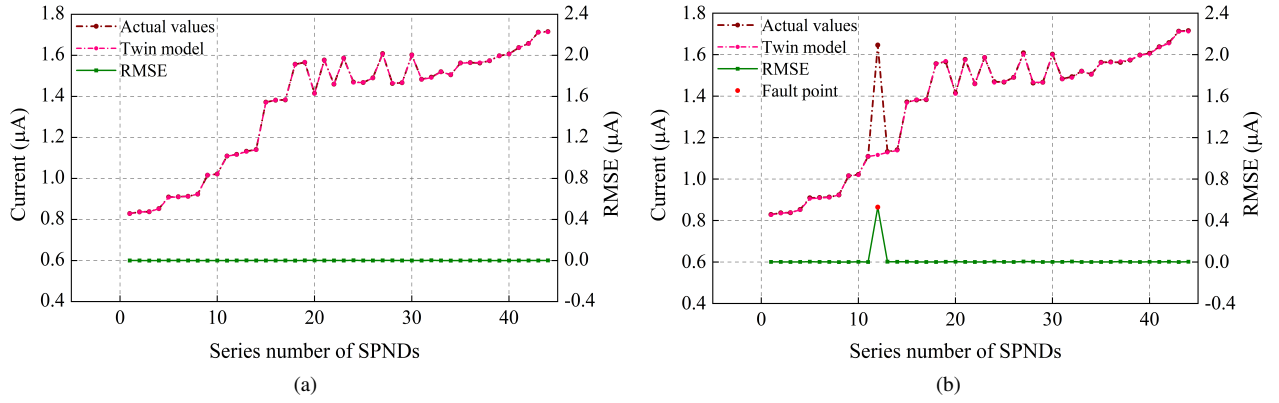 Actual values
Twin model
RMSE
1.8
1.6
1.4
1.2
1.0
0.8
0.6
0.4
Current (μA)
2.4
2.0
1.6
1.2
0.8
0.4
0.0
-0.4
RMSE (μA)
0 10 20 30 40
Series number of SPNDs
(a)
Actual values
Twin model
RMSE
Fault point
1.8
1.6
1.4
1.2
1.0
0.8
0.6
0.4
Current (μA)
2.4
2.0
1.6
1.2
0.8
0.4
0.0
-0.4
RMSE (μA)
0 10 20 30 40
Series number of SPNDs
(b)